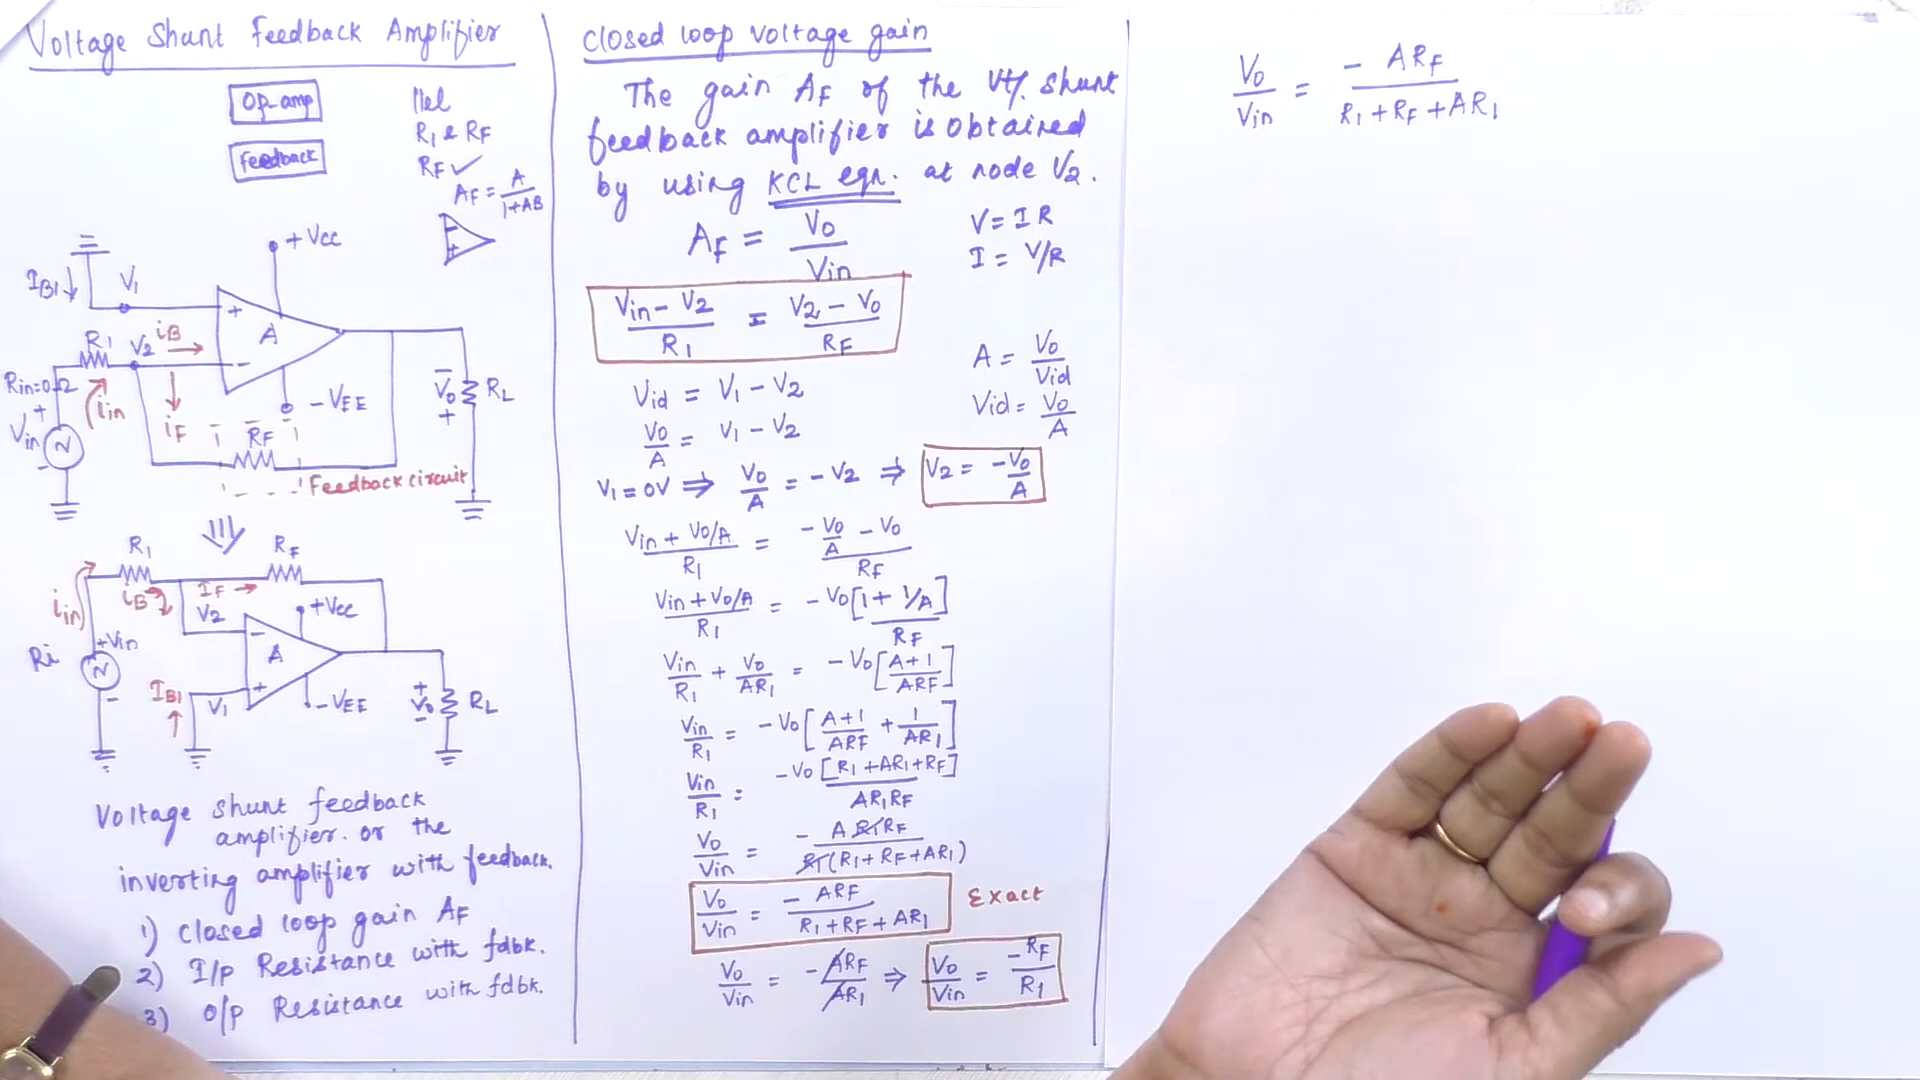 Voltage Shunt Feedback Amplifier
Op-amp
Feedback
||el
R1 & RF
RF ✓
AF = A/(1+AB)
+Vcc
IB1 ↓ V1
+
A
-
R1 V2 iB
Rin=0Ω
iin
iF
-VEE
- Vo + RL
+ Vin -
RF
Feedback circuit
R1 RF
iin iB IF
V2
+Vcc
+Vin
-
Ri
A
-
+
IB1 V1
-VEE
+ Vo - RL
Voltage shunt feedback
amplifier. or the
inverting amplifier with feedback.
1) closed loop gain AF
2) I/p Resistance with fdbk.
3) o/p Resistance with fdbk.
closed loop voltage gain
The gain AF of the Vtg. shunt
feedback amplifier is obtained
by using KCL eqn. at node V2.
AF = Vo/Vin
V = IR
I = V/R
(Vin - V2)/R1 = (V2 - Vo)/RF
A = Vo/Vid
Vid = V1 - V2
Vid = Vo/A
Vo/A = V1 - V2
V1 = 0V ⇒ Vo/A = -V2 ⇒ V2 = -Vo/A
(Vin + Vo/A)/R1 = (-Vo/A - Vo)/RF
(Vin + Vo/A)/R1 = -Vo[1 + 1/A]/RF
Vin/R1 + Vo/AR1 = -Vo[(A+1)/ARF]
Vin/R1 = -Vo[(A+1)/ARF + 1/AR1]
Vin/R1 = -Vo[R1 + AR1 + RF]/AR1RF
Vo/Vin = -AR1RF/R1(R1 + RF + AR1)
Vo/Vin = -ARF/(R1 + RF + AR1) Exact
Vo/Vin = -ARF/AR1 ⇒ Vo/Vin = -RF/R1
Vo/Vin = -ARF/(R1 + RF + AR1)